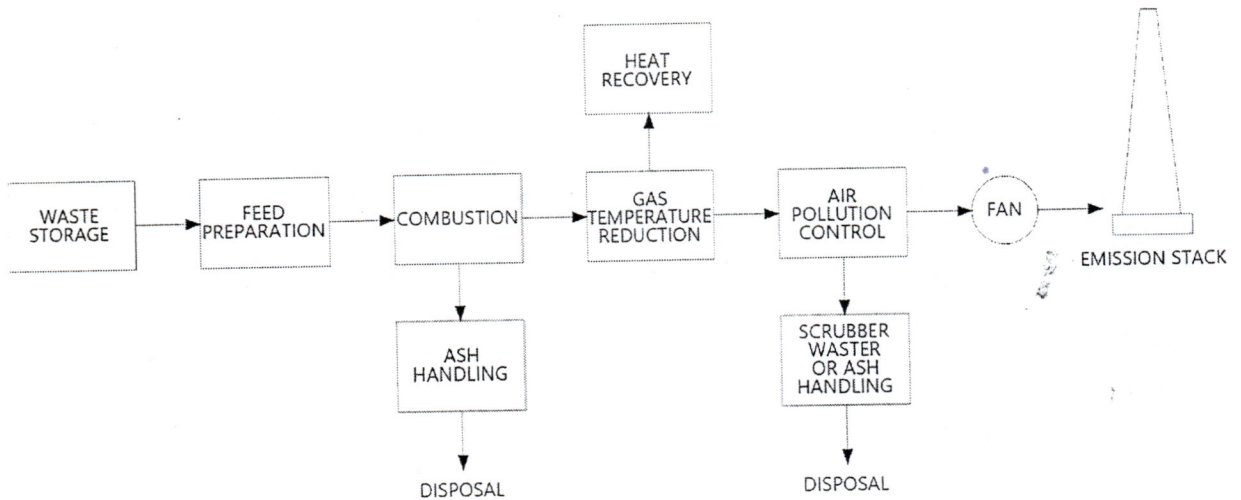 HEAT
RECOVERY
WASTE
STORAGE
FEED
PREPARATION
COMBUSTION
GAS
TEMPERATURE
REDUCTION
AIR
POLLUTION
CONTROL
FAN
EMISSION STACK
ASH
HANDLING
SCRUBBER
WASTER
OR ASH
HANDLING
DISPOSAL
DISPOSAL